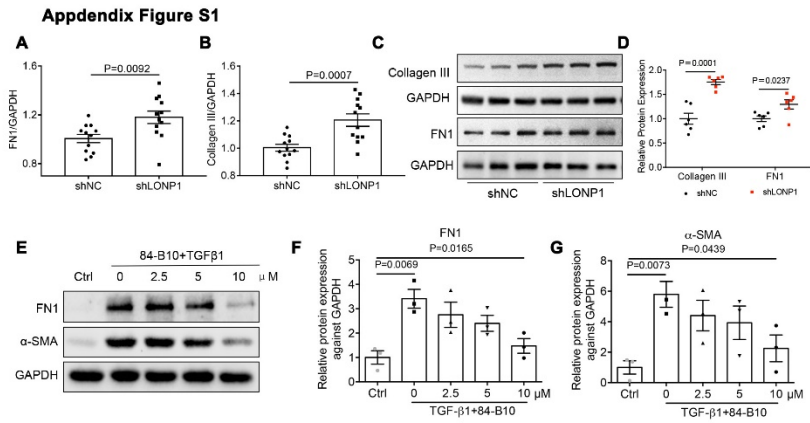 Appdendix Figure S1
A
P=0.0092
FN1/GAPDH
1.6
1.4
1.2
1.0
0.8
shNC
shLONP1
B
P=0.0007
Collagen III/GAPDH
1.6
1.4
1.2
1.0
0.8
shNC
shLONP1
C
Collagen III
GAPDH
FN1
GAPDH
shNC
shLONP1
D
P=0.0001
P=0.0237
Relative Protein Expression
2.0
1.5
1.0
0.5
0.0
Collagen III
FN1
shNC
shLONP1
E
84-B10+TGFβ1
Ctrl
0
2.5
5
10
μ M
FN1
α-SMA
GAPDH
F
FN1
P=0.0165
P=0.0069
Relative protein expression
against GAPDH
5
4
3
2
1
0
Ctrl
0
2.5
5
10
μM
TGF-β1+84-B10
G
α-SMA
P=0.0439
P=0.0073
Relative protein expression
against GAPDH
8
6
4
2
0
Ctrl
0
2.5
5
10
μM
TGF-β1+84-B10